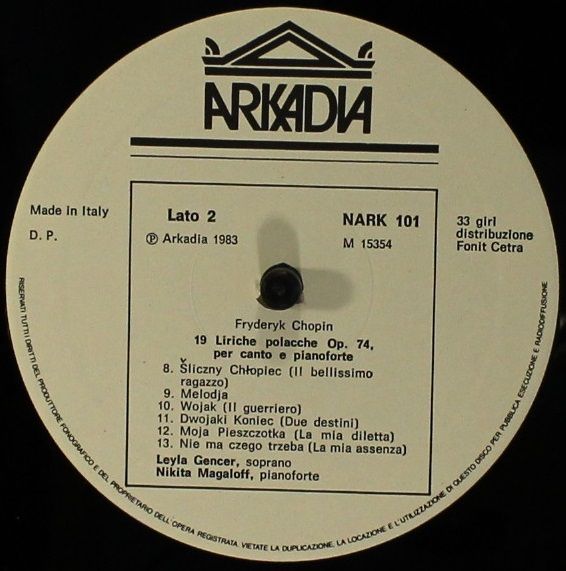 ARKADIA
Made in Italy
D. P.
Lato 2
NARK 101
℗ Arkadia 1983
M 15354
33 giri
distribuzione
Fonit Cetra
Fryderyk Chopin
19 Liriche polacche Op. 74,
per canto e pianoforte
8. Šliczny Chłopiec (Il bellissimo
ragazzo)
9. Melodja
10. Wojak (Il guerriero)
11. Dwojaki Koniec (Due destini)
12. Moja Pieszczotka (La mia diletta)
13. Nie ma czego trzeba (La mia assenza)
Leyla Gencer, soprano
Nikita Magaloff, pianoforte
RISERVATI TUTTI I DIRITTI DEL PRODUTTORE FONOGRAFICO E DEL PROPRIETARIO DELL'OPERA REGISTRATA. VIETATE LA DUPLICAZIONE, LA LOCAZIONE E L'UTILIZZAZIONE DI QUESTO DISCO PER PUBBLICA ESECUZIONE E RADIODIFFUSIONE